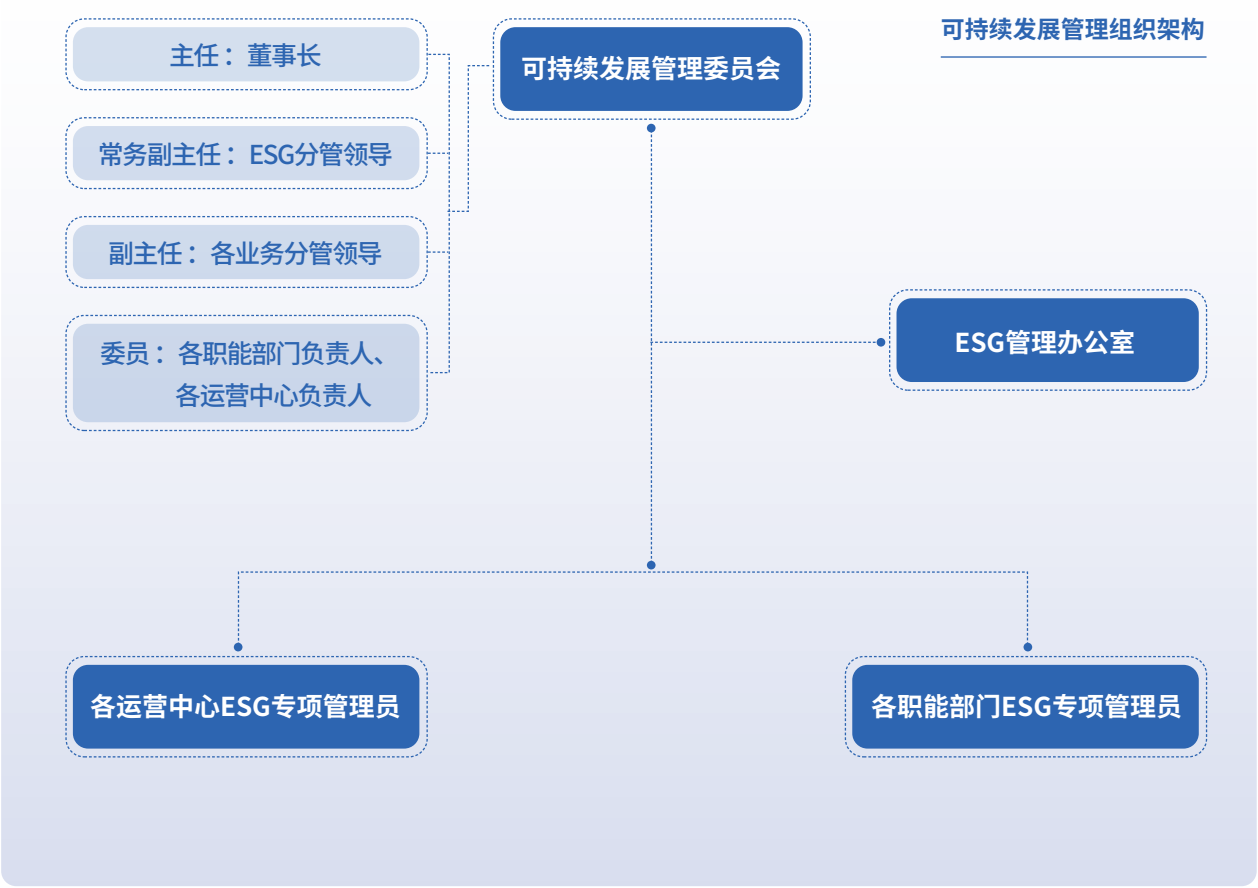 可持续发展管理组织架构
可持续发展管理委员会
主任：董事长
常务副主任：ESG分管领导
副主任：各业务分管领导
委员：各职能部门负责人、
各运营中心负责人
ESG管理办公室
各运营中心ESG专项管理员
各职能部门ESG专项管理员